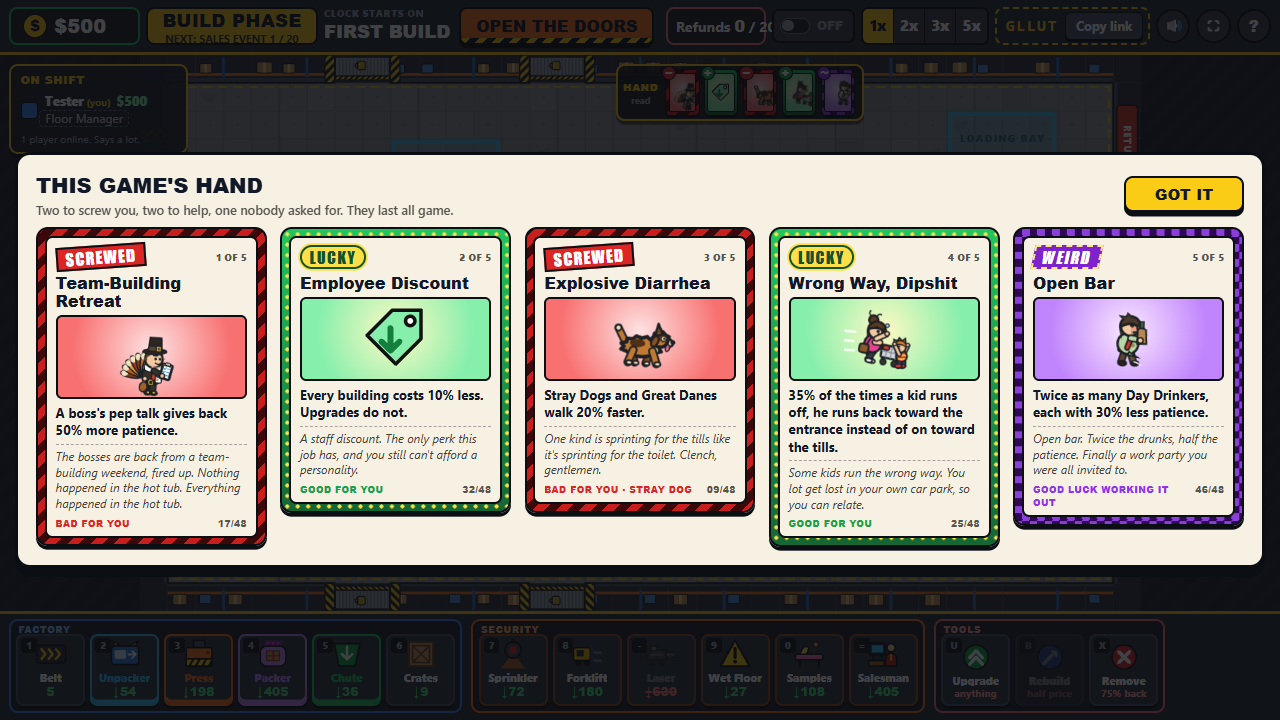 $500
BUILD PHASE
NEXT: SALES EVENT 1 / 20
CLOCK STARTS ON
FIRST BUILD
OPEN THE DOORS
Refunds 0 / 20
OFF
1x 2x 3x 5x
GLLUT
Copy link
?
ON SHIFT
Tester (you) $500
Floor Manager
1 player online. Says a lot.
HAND
read
LOADING BAY
THIS GAME'S HAND
Two to screw you, two to help, one nobody asked for. They last all game.
GOT IT
SCREWED
1 OF 5
Team-Building
Retreat
A boss's pep talk gives back
50% more patience.
The bosses are back from a team-
building weekend, fired up. Nothing
happened in the hot tub. Everything
happened in the hot tub.
BAD FOR YOU
17/48
LUCKY
2 OF 5
Employee Discount
Every building costs 10% less.
Upgrades do not.
A staff discount. The only perk this
job has, and you still can't afford a
personality.
GOOD FOR YOU
32/48
SCREWED
3 OF 5
Explosive Diarrhea
Stray Dogs and Great Danes
walk 20% faster.
One kind is sprinting for the tills like
it's sprinting for the toilet. Clench,
gentlemen.
BAD FOR YOU · STRAY DOG
09/48
LUCKY
4 OF 5
Wrong Way, Dipshit
35% of the times a kid runs
off, he runs back toward the
entrance instead of on toward
the tills.
Some kids run the wrong way. You
lot get lost in your own car park, so
you can relate.
GOOD FOR YOU
25/48
WEIRD
5 OF 5
Open Bar
Twice as many Day Drinkers,
each with 30% less patience.
Open bar. Twice the drunks, half the
patience. Finally a work party you
were all invited to.
GOOD LUCK WORKING IT
OUT
46/48
FACTORY
1
Belt
5
2
Unpacker
↓54
3
Press
↓198
4
Packer
↓405
5
Chute
↓36
6
Crates
↓9
SECURITY
7
Sprinkler
↓72
8
Forklift
↓180
-
Laser
↓630
9
Wet Floor
↓27
0
Samples
↓108
=
Salesman
↓405
TOOLS
U
Upgrade
anything
B
Rebuild
half price
X
Remove
75% back